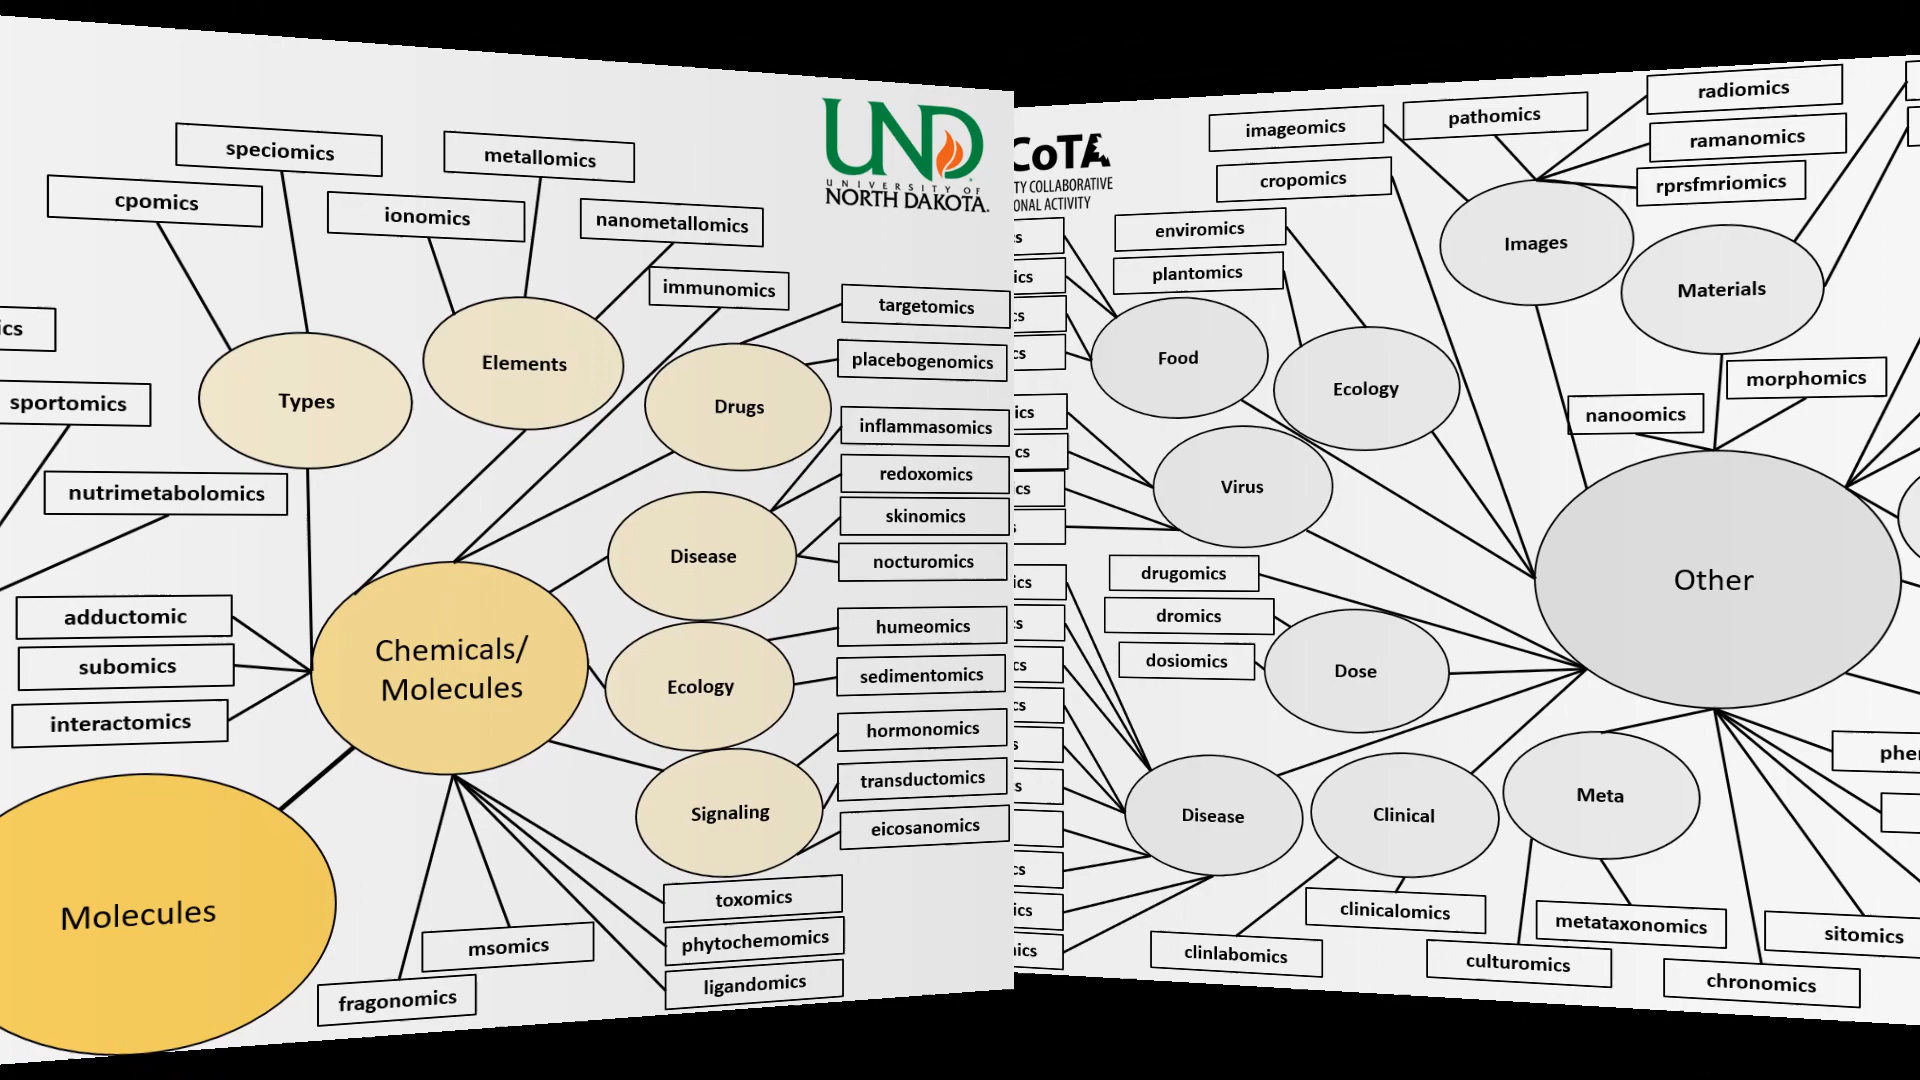 speciomics
metallomics
cpomics
ionomics
nanometallomics
immunomics
UND
UNIVERSITY OF
NORTH DAKOTA.
targetomics
placebogenomics
Types
Elements
Drugs
sportomics
inflammasomics
redoxomics
skinomics
nocturomics
nutrimetabolomics
Disease
adductomic
subomics
interactomics
Chemicals/
Molecules
Ecology
humeomics
sedimentomics
hormonomics
transductomics
eicosanomics
Signaling
Molecules
toxomics
phytochemomics
ligandomics
msomics
fragonomics
CoTA
TY COLLABORATIVE
ONAL ACTIVITY
imageomics
pathomics
radiomics
ramanomics
rprsfmriomics
cropomics
enviromics
plantomics
Images
Materials
Food
Ecology
morphomics
nanoomics
Virus
Other
drugomics
dromics
dosiomics
Dose
Disease
Clinical
Meta
clinicalomics
clinlabomics
metataxonomics
culturomics
sitomics
chronomics